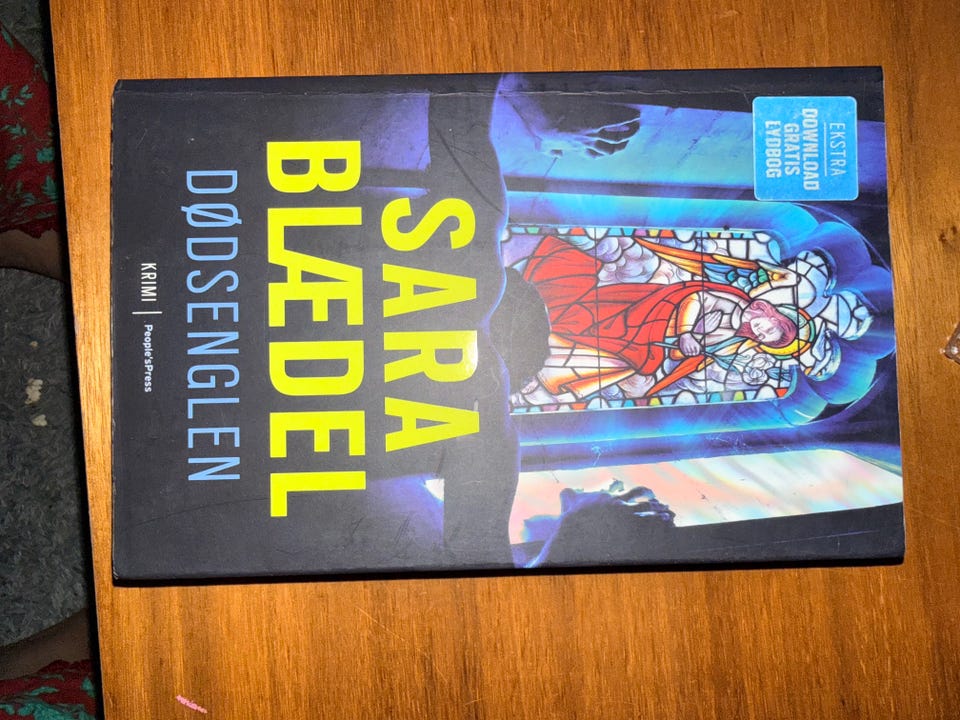 EKSTRA
DOWNLOAD
GRATIS
LYDBOG
SARA
BLÆDEL
DØDSENGLEN
KRIMI | People'sPress